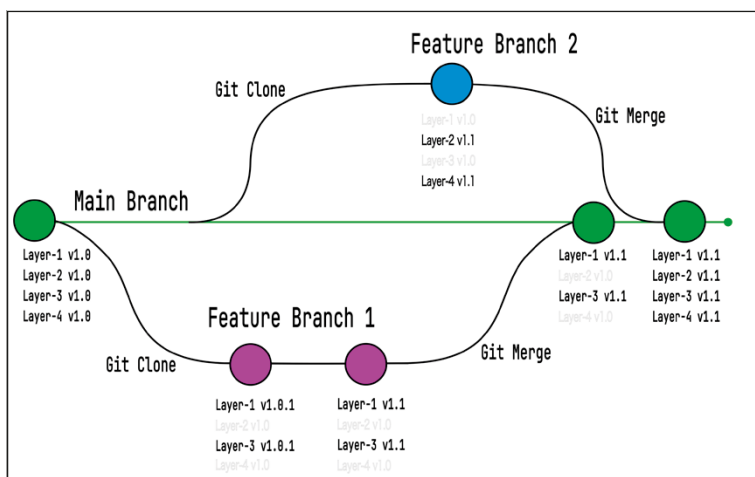 Feature Branch 2
Git Clone
Layer-1 v1.0
Layer-2 v1.1
Layer-3 v1.0
Layer-4 v1.1
Git Merge
Main Branch
Layer-1 v1.0
Layer-2 v1.0
Layer-3 v1.0
Layer-4 v1.0
Layer-1 v1.1
Layer-2 v1.0
Layer-3 v1.1
Layer-4 v1.0
Layer-1 v1.1
Layer-2 v1.1
Layer-3 v1.1
Layer-4 v1.1
Feature Branch 1
Git Clone
Git Merge
Layer-1 v1.0.1
Layer-2 v1.0
Layer-3 v1.0.1
Layer-4 v1.0
Layer-1 v1.1
Layer-2 v1.0
Layer-3 v1.1
Layer-4 v1.0